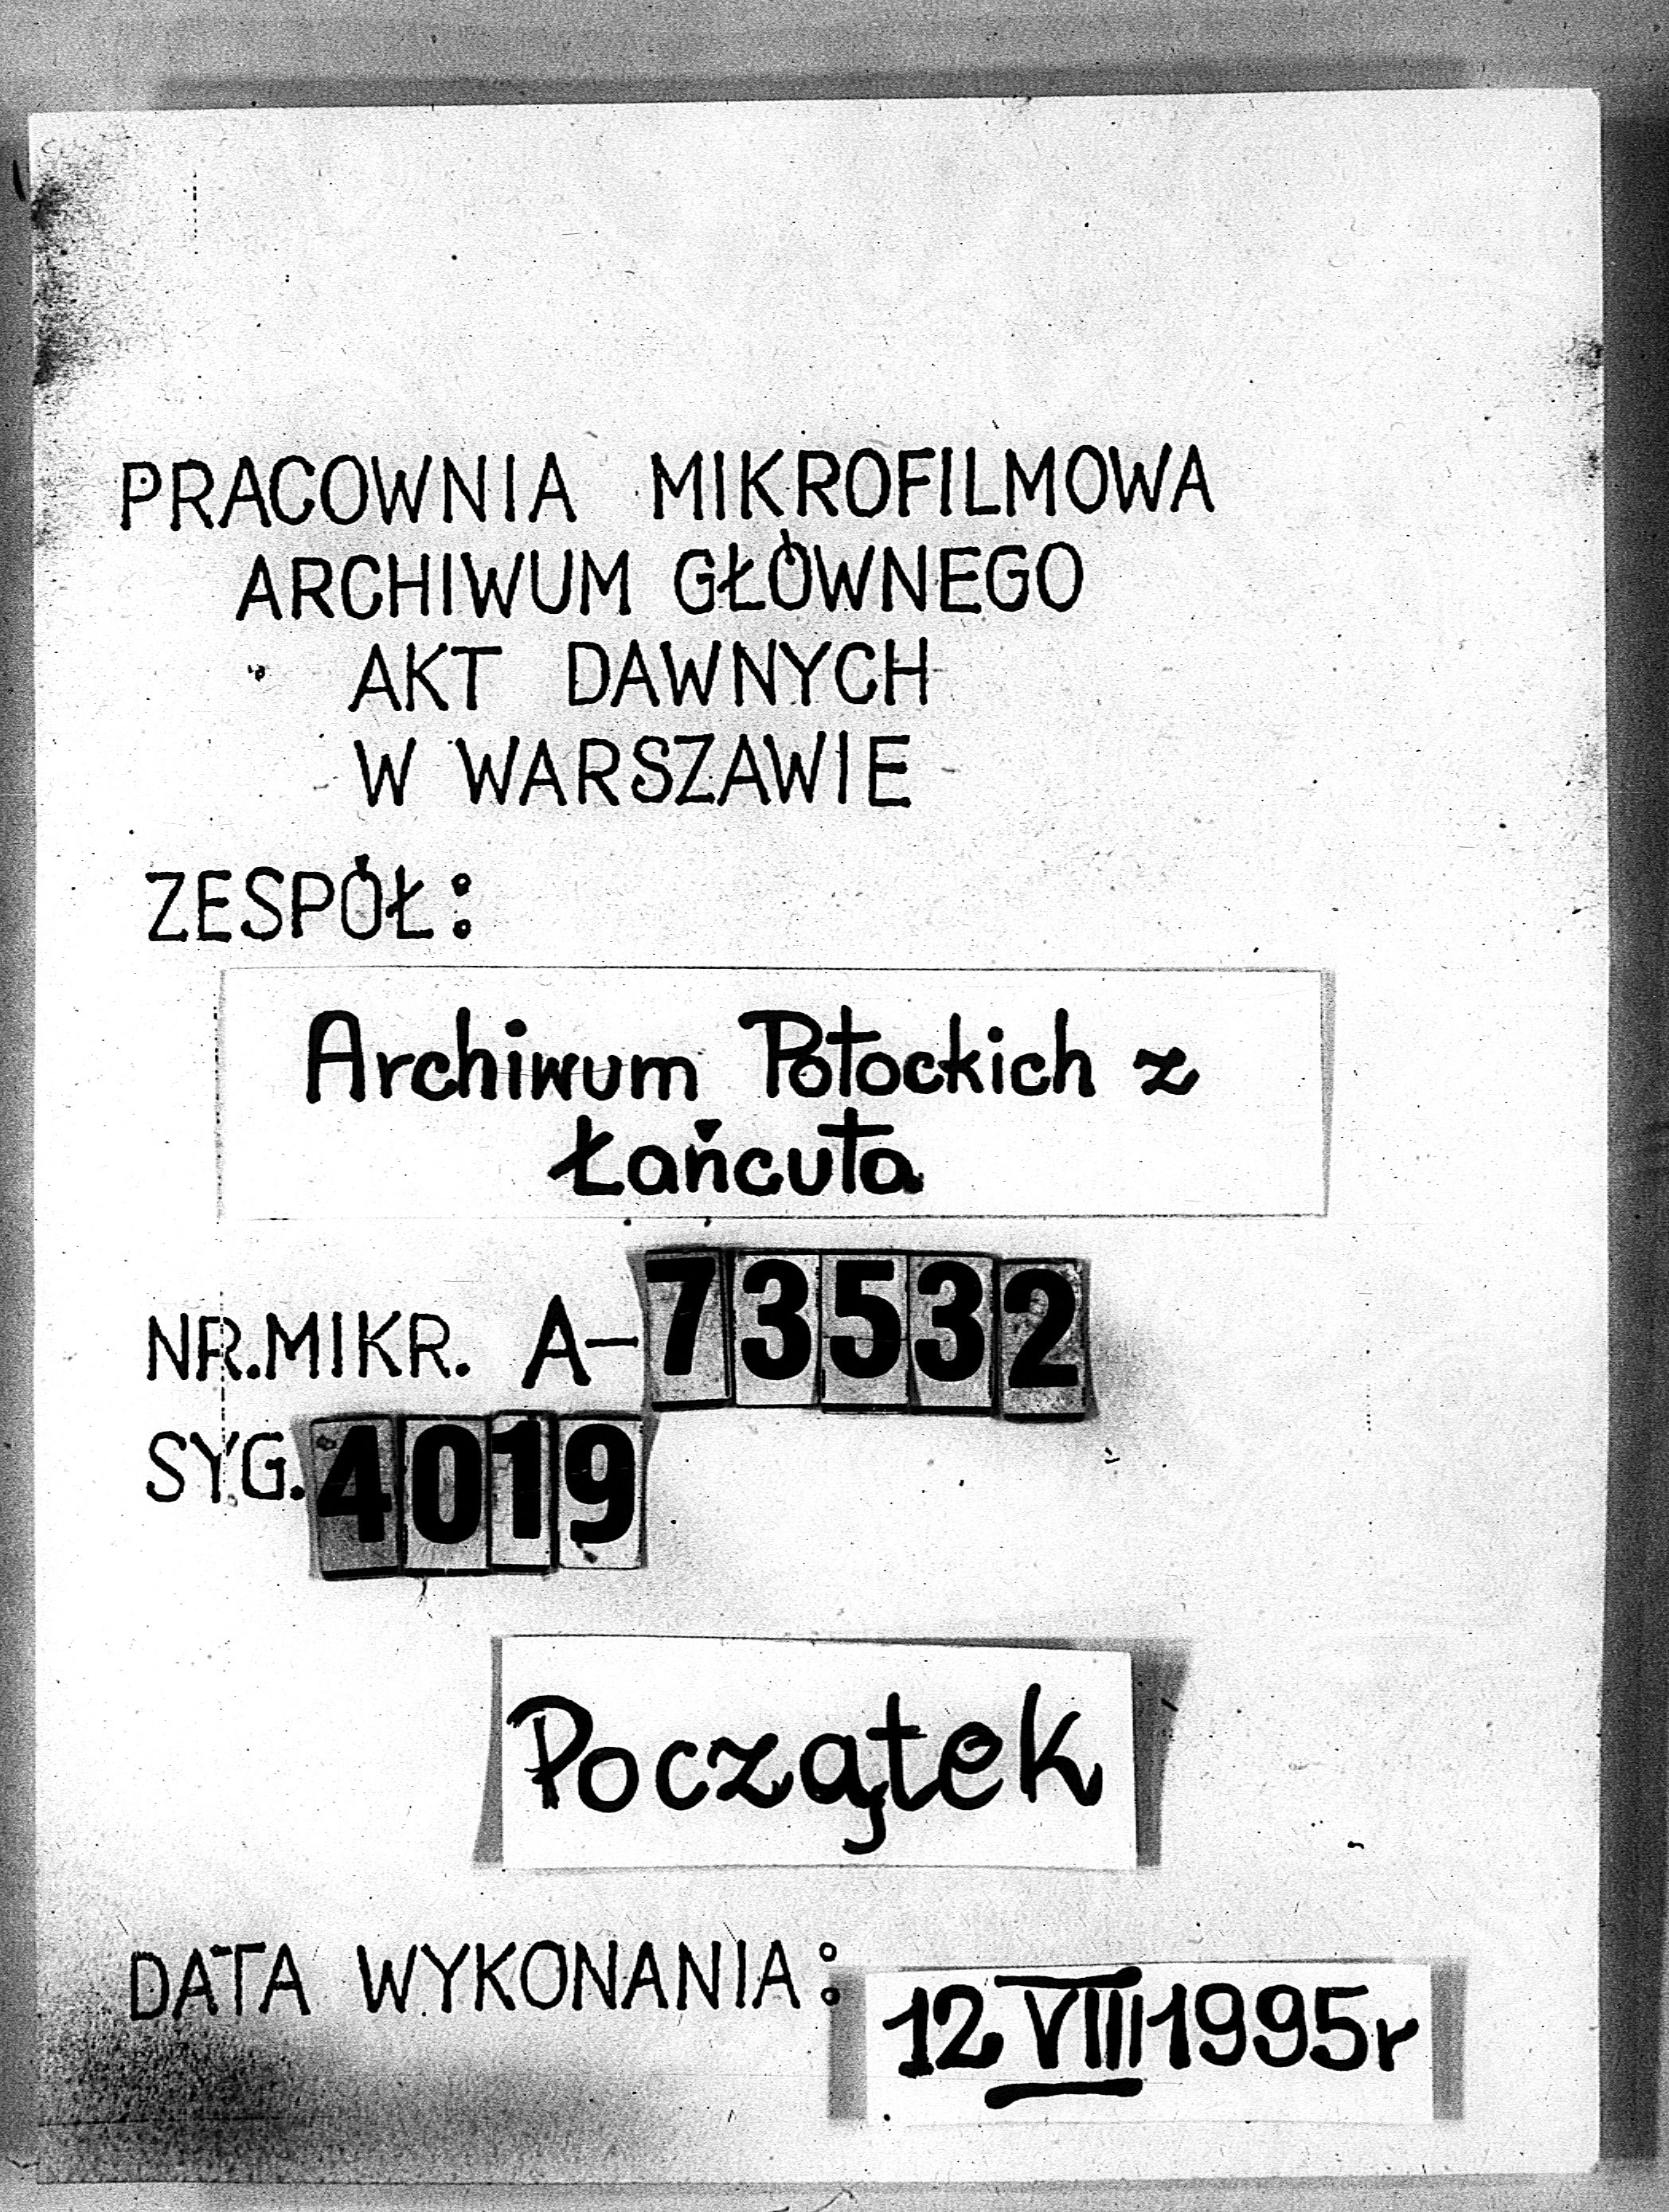 PRACOWNIA MIKROFILMOWA
ARCHIWUM GŁÓWNEGO
AKT DAWNYCH
W WARSZAWIE
ZESPÓŁ:
Archiwum Potockich z
Łańcuta
NR.MIKR. A-73532
SYG. 4019
Początek
DATA WYKONANIA: 12 VII 1995r